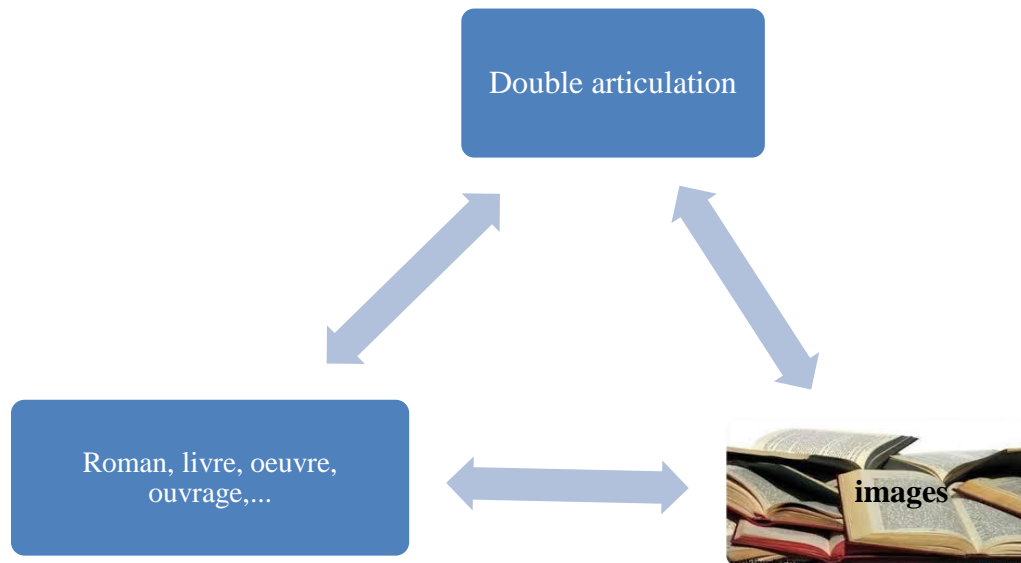 Double articulation
Roman, livre, oeuvre,
ouvrage,...
images